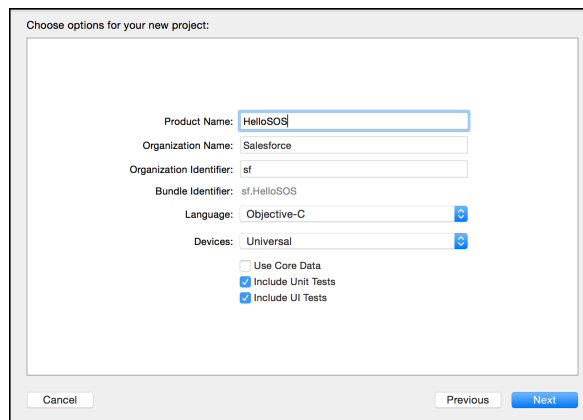 Choose options for your new project:
Product Name: HelloSOS
Organization Name: Salesforce
Organization Identifier: sf
Bundle Identifier: sf.HelloSOS
Language: Objective-C
Devices: Universal
Use Core Data
Include Unit Tests
Include UI Tests
Cancel Previous Next